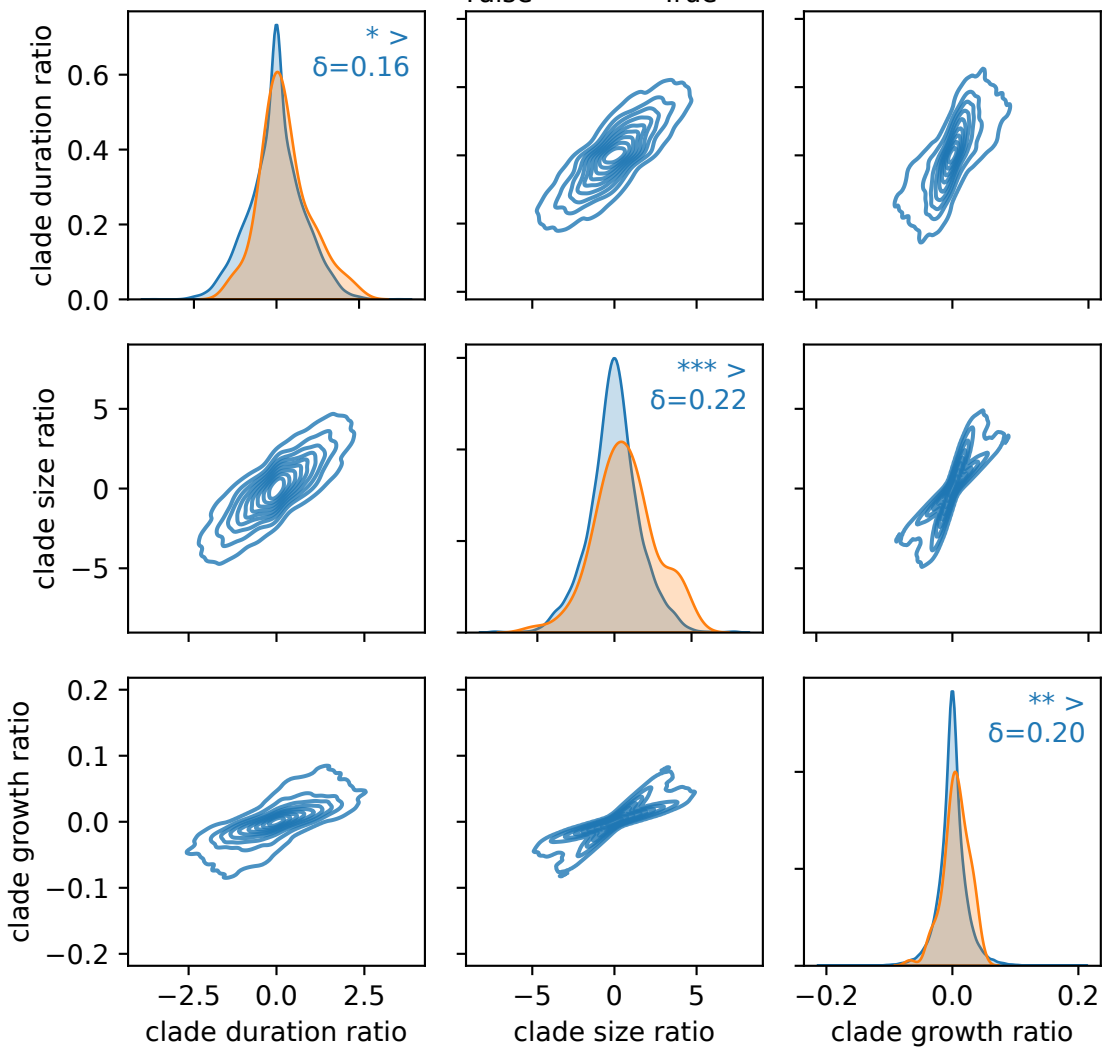 False True
clade duration ratio
0.6
0.4
0.2
0.0
* >
δ=0.16
clade size ratio
5
0
−5
*** >
δ=0.22
clade growth ratio
0.2
0.1
0.0
−0.1
−0.2
** >
δ=0.20
−2.5 0.0 2.5
−5 0 5
−0.2 0.0 0.2
clade duration ratio
clade size ratio
clade growth ratio